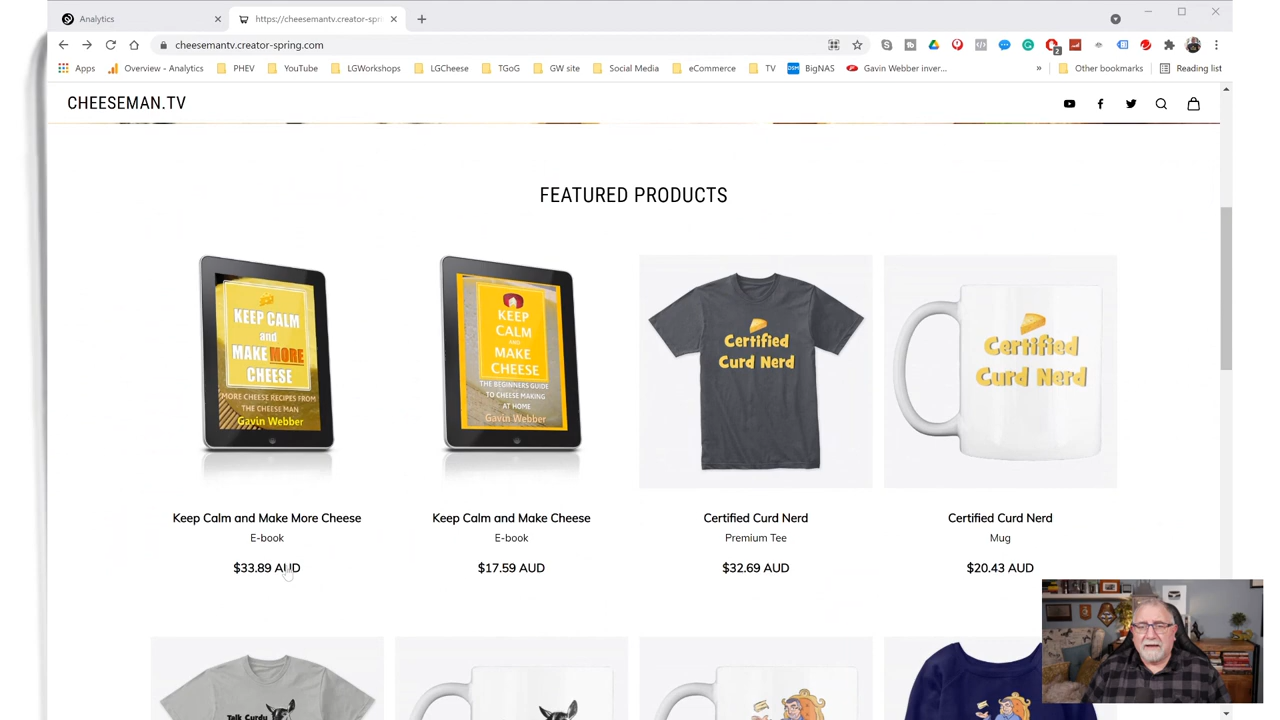 Analytics
https://cheesemantv.creator-spri
cheesemantv.creator-spring.com
2
Apps
Overview - Analytics
PHEV
YouTube
LGWorkshops
LGCheese
TGoG
GW site
Social Media
eCommerce
TV
DSM
BigNAS
Gavin Webber inver...
»
Other bookmarks
Reading list
CHEESEMAN.TV
FEATURED PRODUCTS
KEEP CALM
and
MAKE MORE
CHEESE
MORE CHEESE RECIPES FROM
THE CHEESE MAN
Gavin Webber
KEEP
CALM
AND
MAKE
CHEESE
THE BEGINNERS GUIDE
TO CHEESE MAKING
AT HOME
Gavin Webber
Certified
Curd Nerd
Certified
Curd Nerd
Keep Calm and Make More Cheese
E-book
$33.89 AUD
Keep Calm and Make Cheese
E-book
$17.59 AUD
Certified Curd Nerd
Premium Tee
$32.69 AUD
Certified Curd Nerd
Mug
$20.43 AUD
Talk Curdy